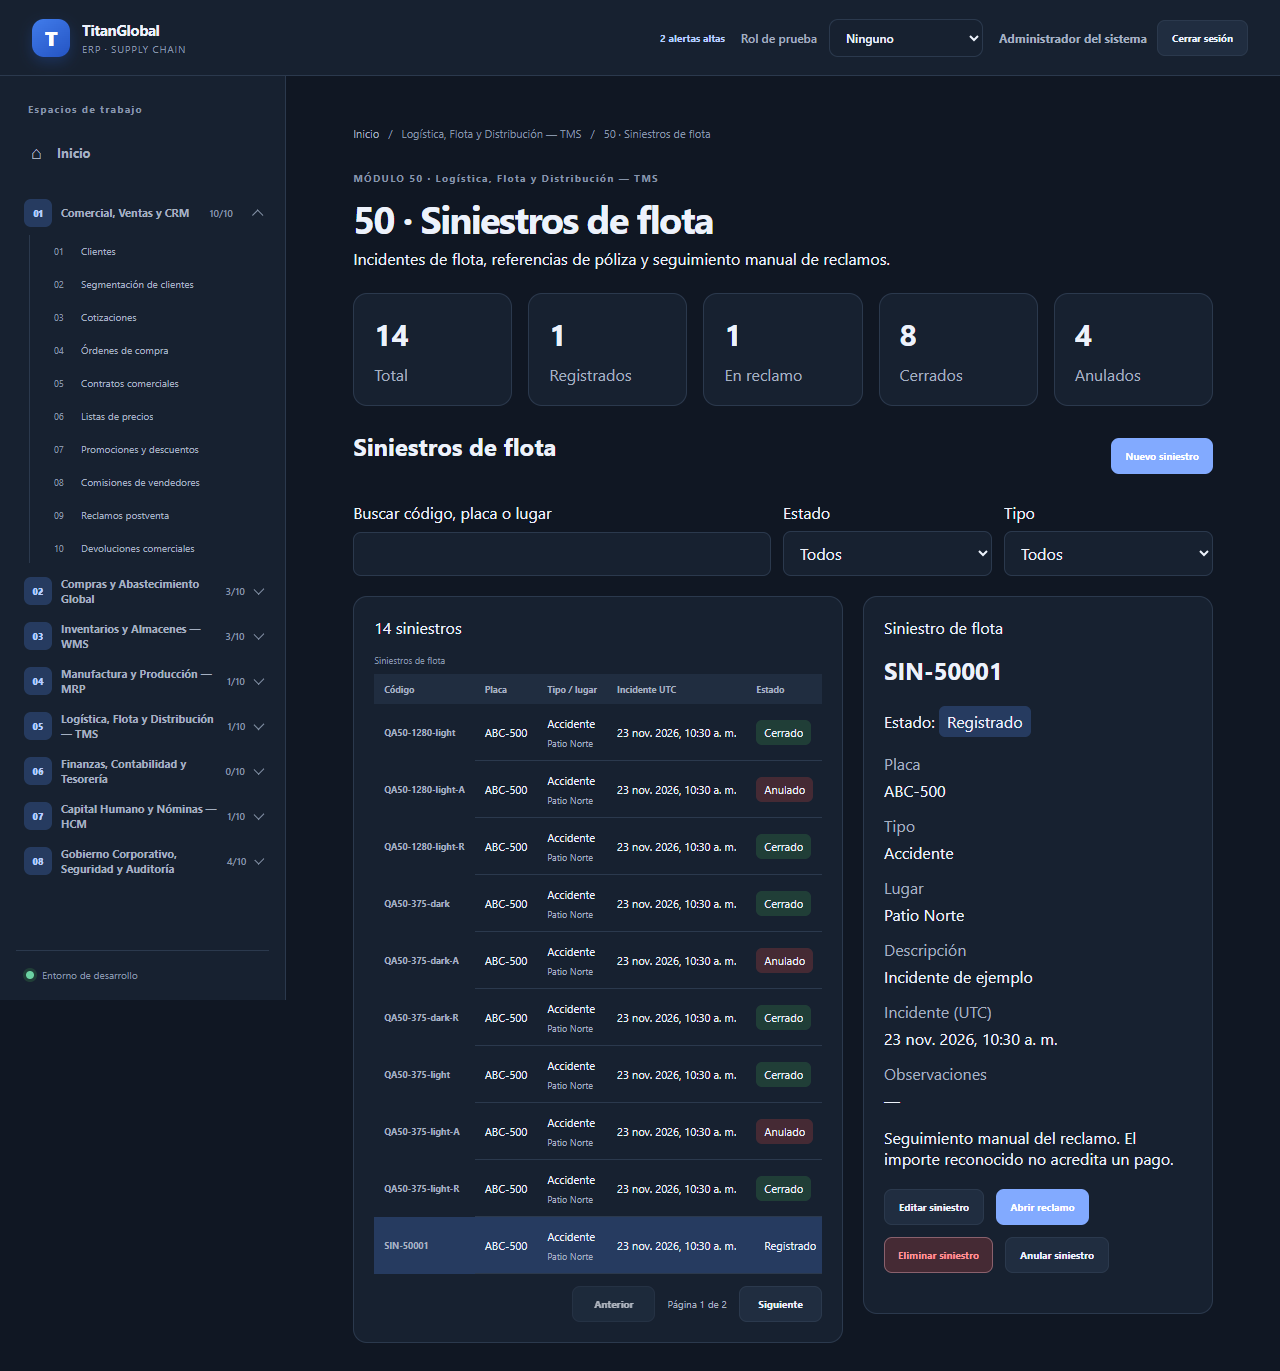 T
TitanGlobal
ERP · SUPPLY CHAIN
2 alertas altas
Rol de prueba
Ninguno
Administrador del sistema
Cerrar sesión
Espacios de trabajo
Inicio
01 Comercial, Ventas y CRM 10/10
01 Clientes
02 Segmentación de clientes
03 Cotizaciones
04 Órdenes de compra
05 Contratos comerciales
06 Listas de precios
07 Promociones y descuentos
08 Comisiones de vendedores
09 Reclamos postventa
10 Devoluciones comerciales
02 Compras y Abastecimiento
Global 3/10
03 Inventarios y Almacenes —
WMS 3/10
04 Manufactura y Producción —
MRP 1/10
05 Logística, Flota y Distribución
— TMS 1/10
06 Finanzas, Contabilidad y
Tesorería 0/10
07 Capital Humano y Nóminas —
HCM 1/10
08 Gobierno Corporativo,
Seguridad y Auditoría 4/10
Entorno de desarrollo
Inicio / Logística, Flota y Distribución — TMS / 50 · Siniestros de flota
MÓDULO 50 · Logística, Flota y Distribución — TMS
50 · Siniestros de flota
Incidentes de flota, referencias de póliza y seguimiento manual de reclamos.
14
Total
1
Registrados
1
En reclamo
8
Cerrados
4
Anulados
Siniestros de flota
Nuevo siniestro
Buscar código, placa o lugar
Estado
Todos
Tipo
Todos
14 siniestros
Siniestros de flota
Código Placa Tipo / lugar Incidente UTC Estado
QA50-1280-light ABC-500 Accidente Patio Norte 23 nov. 2026, 10:30 a. m. Cerrado
QA50-1280-light-A ABC-500 Accidente Patio Norte 23 nov. 2026, 10:30 a. m. Anulado
QA50-1280-light-R ABC-500 Accidente Patio Norte 23 nov. 2026, 10:30 a. m. Cerrado
QA50-375-dark ABC-500 Accidente Patio Norte 23 nov. 2026, 10:30 a. m. Cerrado
QA50-375-dark-A ABC-500 Accidente Patio Norte 23 nov. 2026, 10:30 a. m. Anulado
QA50-375-dark-R ABC-500 Accidente Patio Norte 23 nov. 2026, 10:30 a. m. Cerrado
QA50-375-light ABC-500 Accidente Patio Norte 23 nov. 2026, 10:30 a. m. Cerrado
QA50-375-light-A ABC-500 Accidente Patio Norte 23 nov. 2026, 10:30 a. m. Anulado
QA50-375-light-R ABC-500 Accidente Patio Norte 23 nov. 2026, 10:30 a. m. Cerrado
SIN-50001 ABC-500 Accidente Patio Norte 23 nov. 2026, 10:30 a. m. Registrado
Anterior
Página 1 de 2
Siguiente
Siniestro de flota
SIN-50001
Estado: Registrado
Placa
ABC-500
Tipo
Accidente
Lugar
Patio Norte
Descripción
Incidente de ejemplo
Incidente (UTC)
23 nov. 2026, 10:30 a. m.
Observaciones
—
Seguimiento manual del reclamo. El
importe reconocido no acredita un pago.
Editar siniestro
Abrir reclamo
Eliminar siniestro
Anular siniestro